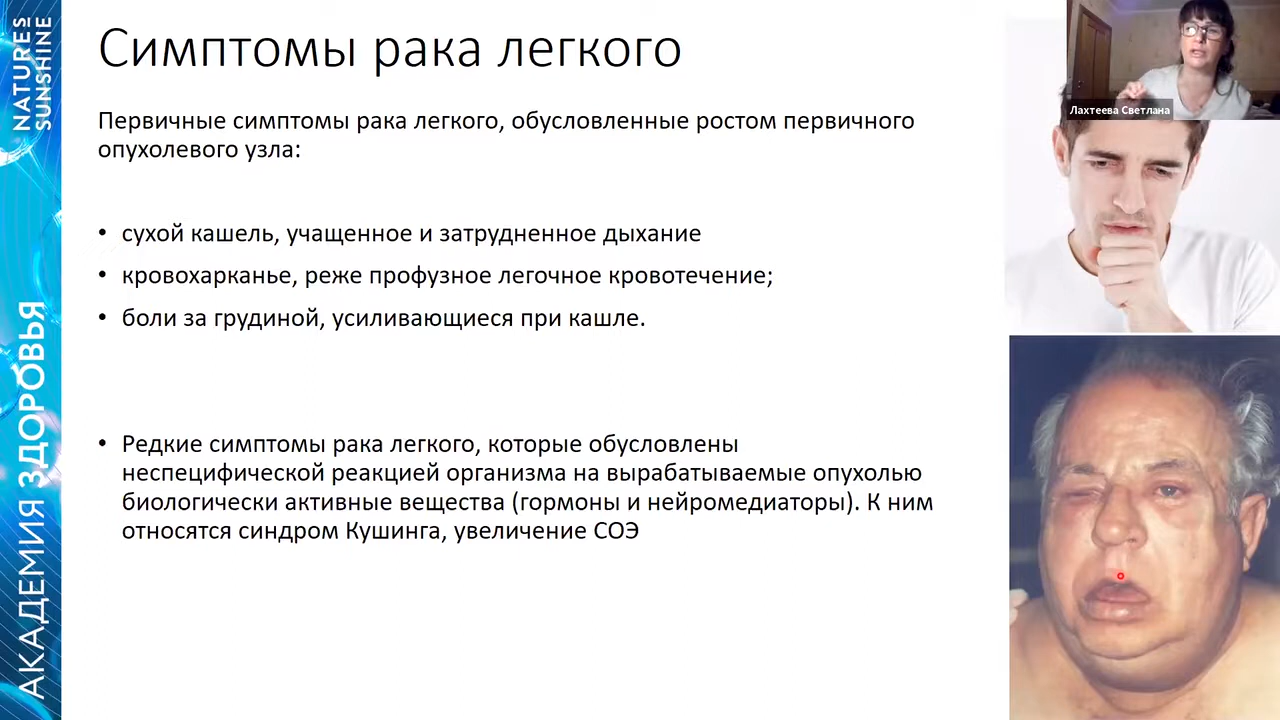 Симптомы рака легкого
Первичные симптомы рака легкого, обусловленные ростом первичного
опухолевого узла:
• сухой кашель, учащенное и затрудненное дыхание
• кровохарканье, реже профузное легочное кровотечение;
• боли за грудиной, усиливающиеся при кашле.
• Редкие симптомы рака легкого, которые обусловлены
неспецифической реакцией организма на вырабатываемые опухолью
биологически активные вещества (гормоны и нейромедиаторы). К ним
относятся синдром Кушинга, увеличение СОЭ
Лахтеева Светлана
NATURE'S
SUNSHINE
АКАДЕМИЯ ЗДОРОВЬЯ